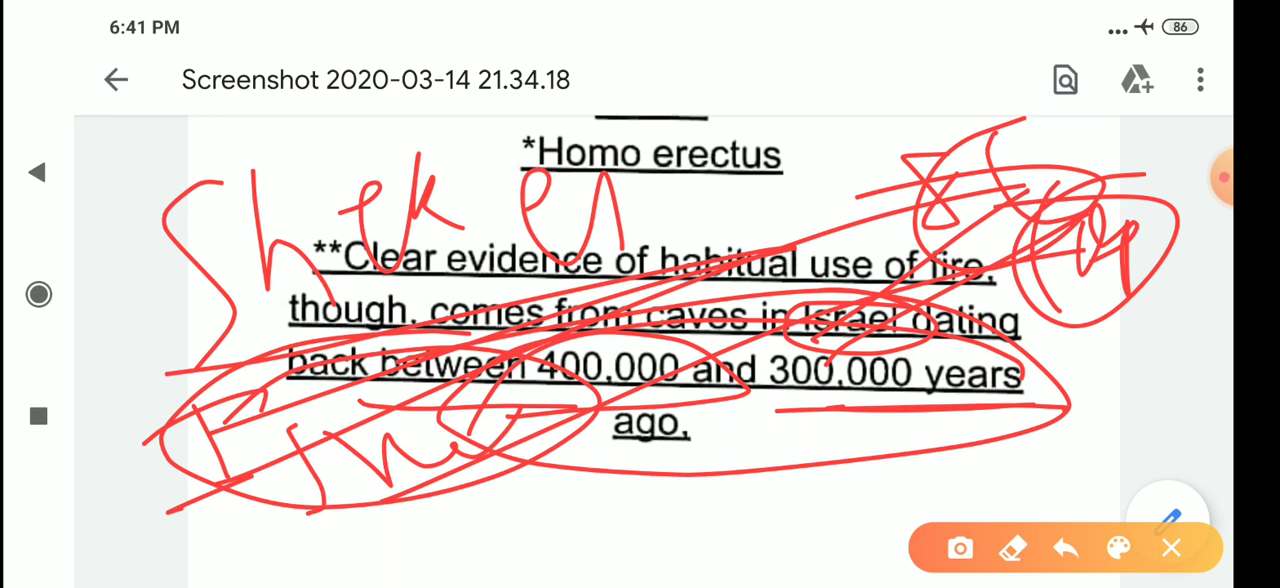 6:41 PM
86
Screenshot 2020-03-14 21.34.18
*Homo erectus
**Clear evidence of habitual use of fire,
though, comes from caves in Israel dating
back between 400,000 and 300,000 years
ago,